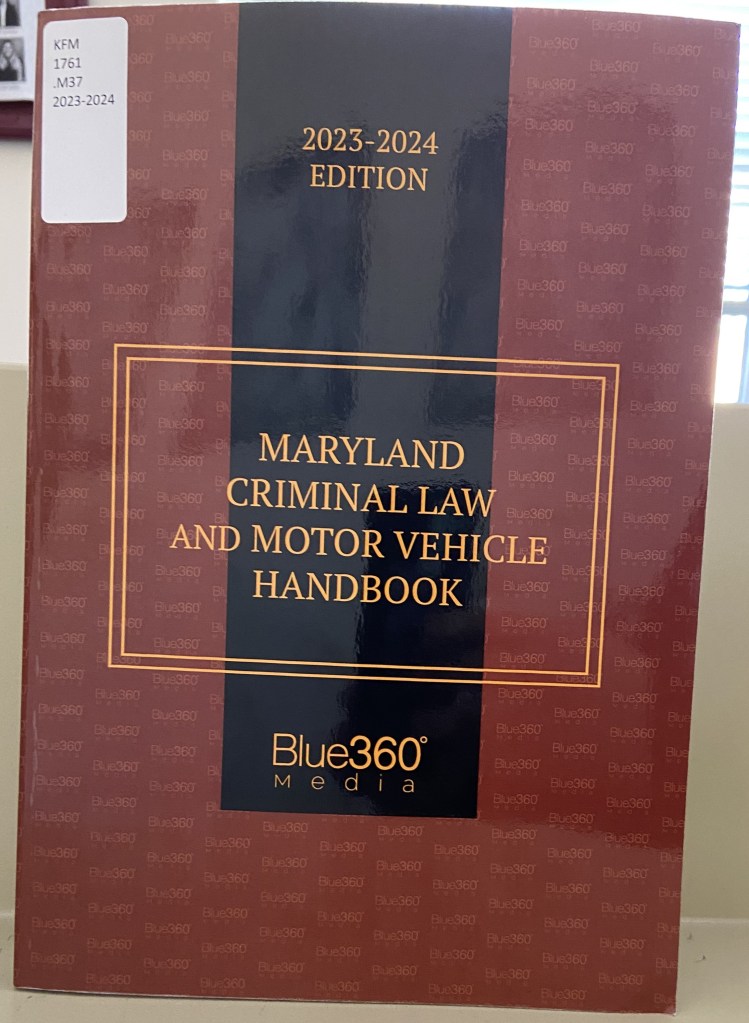 KFM
1761
.M37
2023-2024
2023-2024
EDITION
MARYLAND
CRIMINAL LAW
AND MOTOR VEHICLE
HANDBOOK
Blue360°
Media